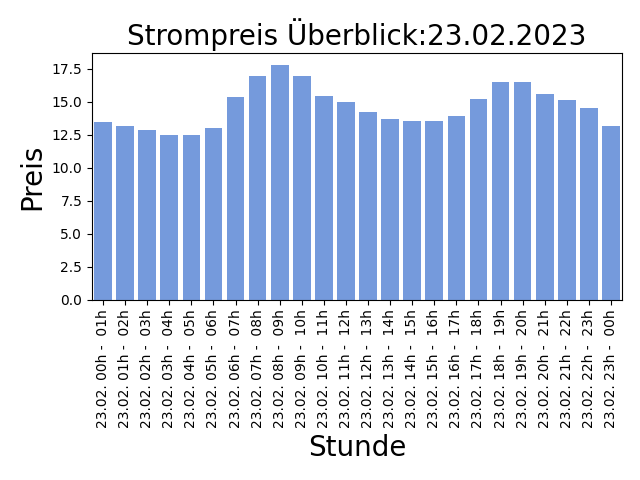 Strompreis Überblick:23.02.2023
Preis
17.5
15.0
12.5
10.0
7.5
5.0
2.5
0.0
23.02. 00h - 01h
23.02. 01h - 02h
23.02. 02h - 03h
23.02. 03h - 04h
23.02. 04h - 05h
23.02. 05h - 06h
23.02. 06h - 07h
23.02. 07h - 08h
23.02. 08h - 09h
23.02. 09h - 10h
23.02. 10h - 11h
23.02. 11h - 12h
23.02. 12h - 13h
23.02. 13h - 14h
23.02. 14h - 15h
23.02. 15h - 16h
23.02. 16h - 17h
23.02. 17h - 18h
23.02. 18h - 19h
23.02. 19h - 20h
23.02. 20h - 21h
23.02. 21h - 22h
23.02. 22h - 23h
23.02. 23h - 00h
Stunde